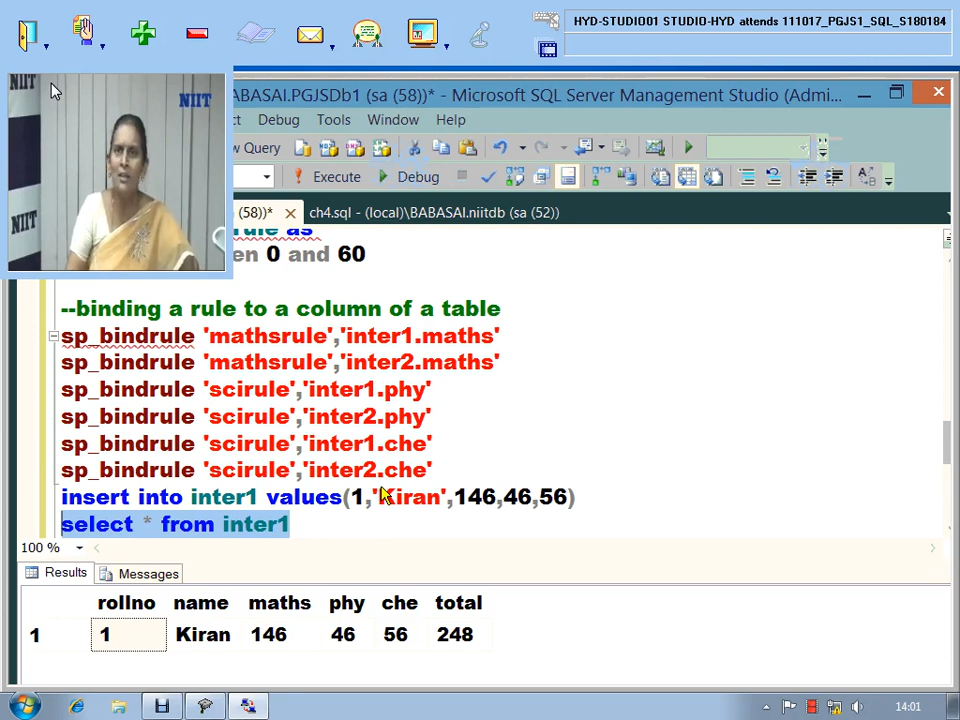 HYD-STUDIO01 STUDIO-HYD attends 111017_PGJS1_SQL_S180184
NIIT
NIIT
NIIT
ABASAI.PGJSDb1 (sa (58))* - Microsoft SQL Server Management Studio (Admi...
Debug Tools Window Help
Query
Execute Debug
(58))* ch4.sql - (local)\BABASAI.niitdb (sa (52))
rule as
en 0 and 60
--binding a rule to a column of a table
sp_bindrule 'mathsrule','inter1.maths'
sp_bindrule 'mathsrule','inter2.maths'
sp_bindrule 'scirule','inter1.phy'
sp_bindrule 'scirule','inter2.phy'
sp_bindrule 'scirule','inter1.che'
sp_bindrule 'scirule','inter2.che'
insert into inter1 values(1,'Kiran',146,46,56)
select * from inter1
100 %
Results Messages
rollno name maths phy che total
1 1 Kiran 146 46 56 248
14:01